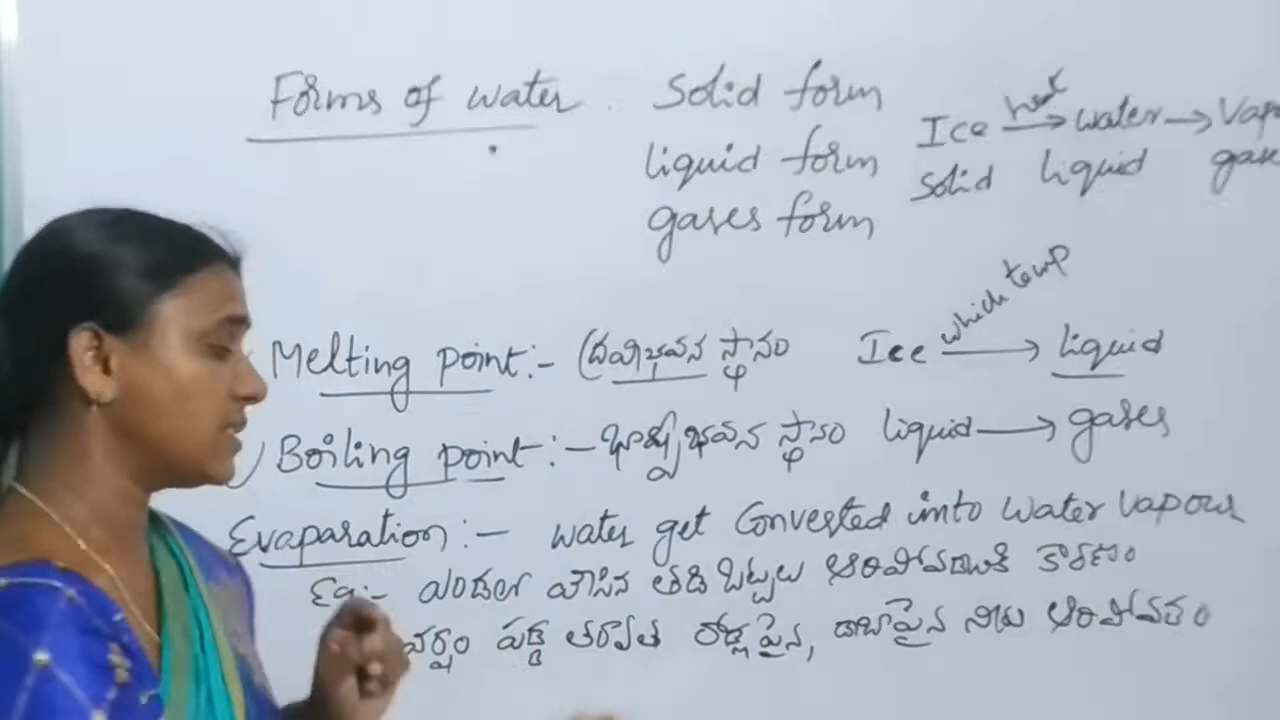 Forms of water. Solid form
liquid form
gases form
Ice heat → water → Vap
Solid liquid gase
Melting point:- (ద్రవీభవన స్థానం Ice which temp → liquid
Boiling point:- భాష్పీభవన స్థానం liquid → gases
Evaparation:- water get Converted into water vapour
Eg:- ఎండలో వేసిన తడి బట్టలు ఆరిపోవడానికి కారణం
వర్షం పడ్డ తర్వాత రోడ్లపైన, డాబాపైన నీరు ఆరిపోవడం